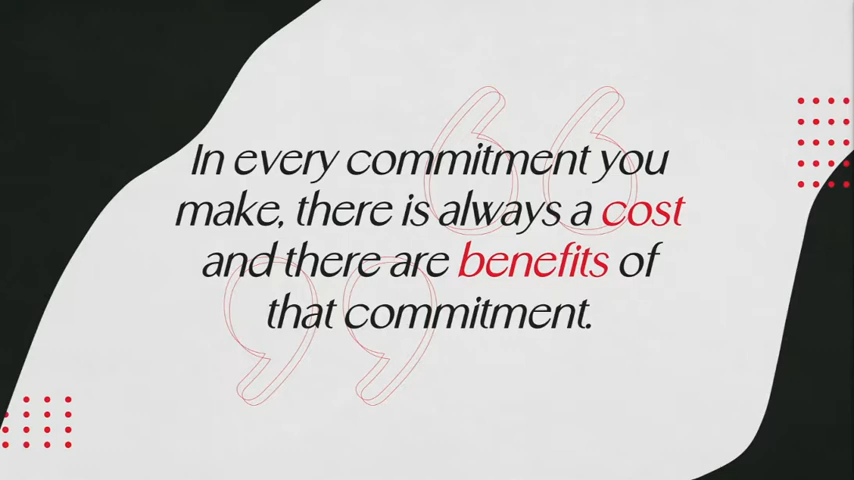 In every commitment you
make, there is always a cost
and there are benefits of
that commitment.